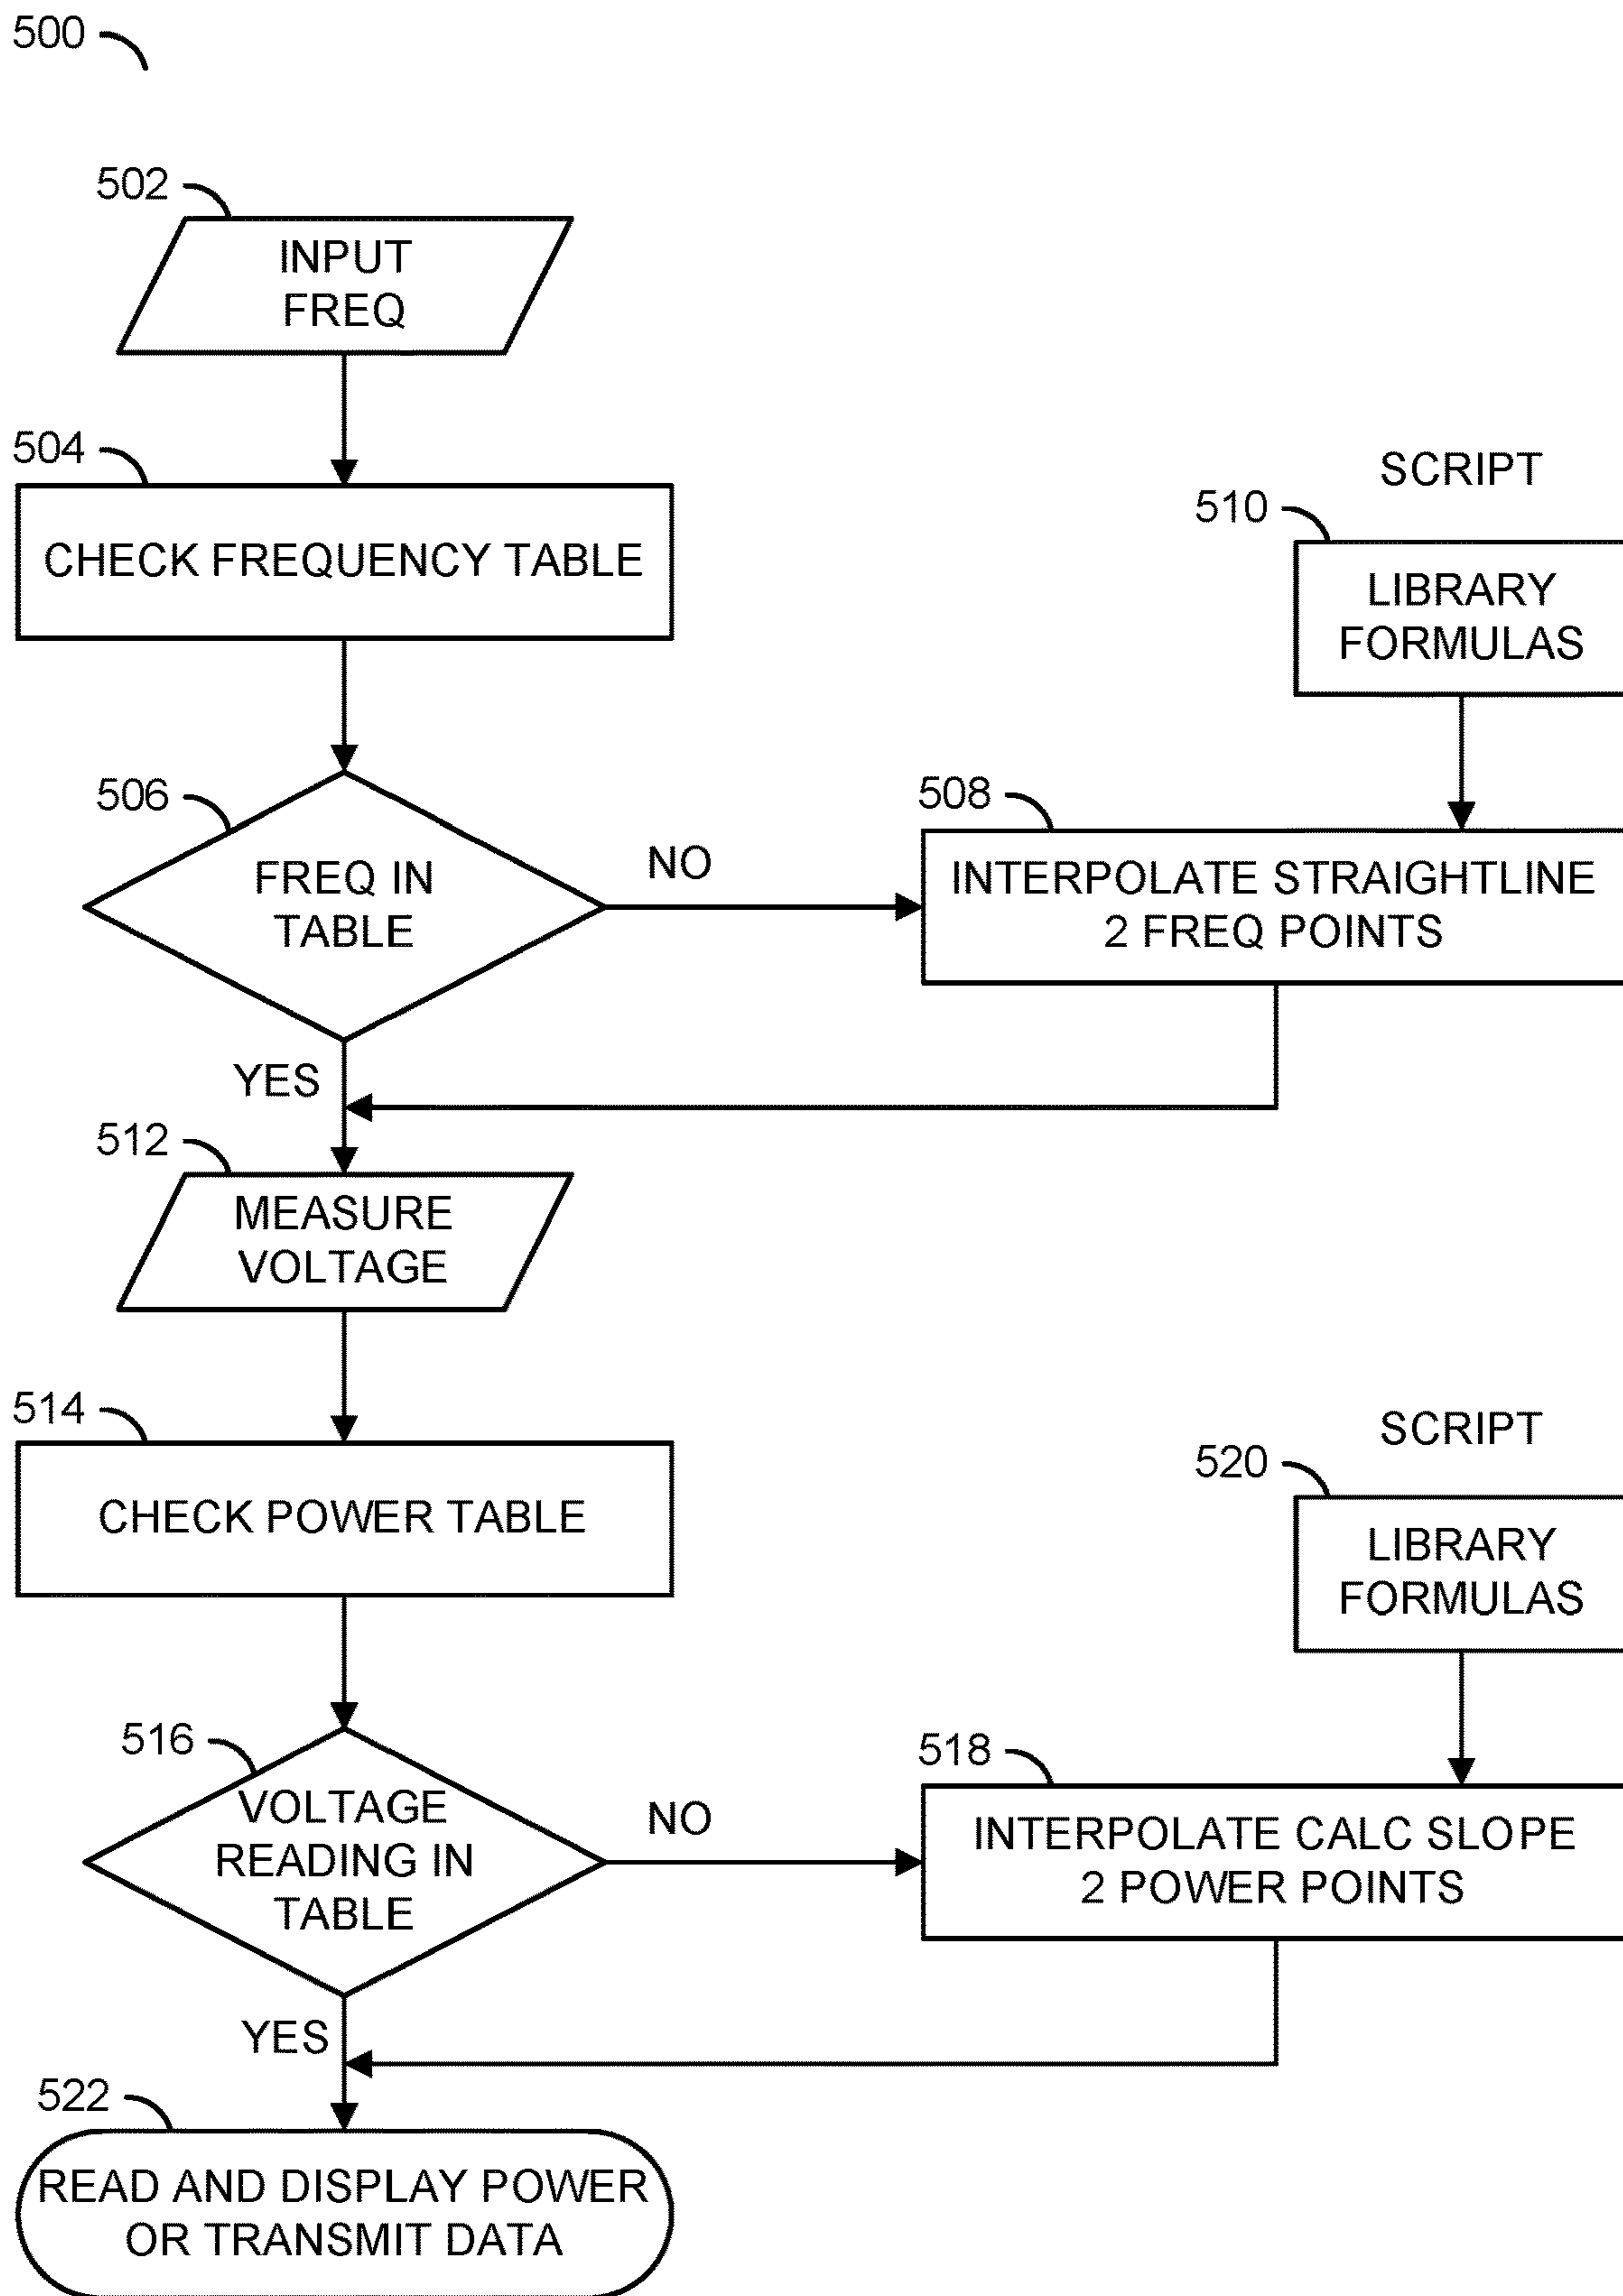 500
502
INPUT
FREQ
504
CHECK FREQUENCY TABLE
SCRIPT
510
LIBRARY
FORMULAS
506
FREQ IN
TABLE
NO
508
INTERPOLATE STRAIGHTLINE
2 FREQ POINTS
YES
512
MEASURE
VOLTAGE
514
CHECK POWER TABLE
SCRIPT
520
LIBRARY
FORMULAS
516
VOLTAGE
READING IN
TABLE
NO
518
INTERPOLATE CALC SLOPE
2 POWER POINTS
YES
522
READ AND DISPLAY POWER
OR TRANSMIT DATA